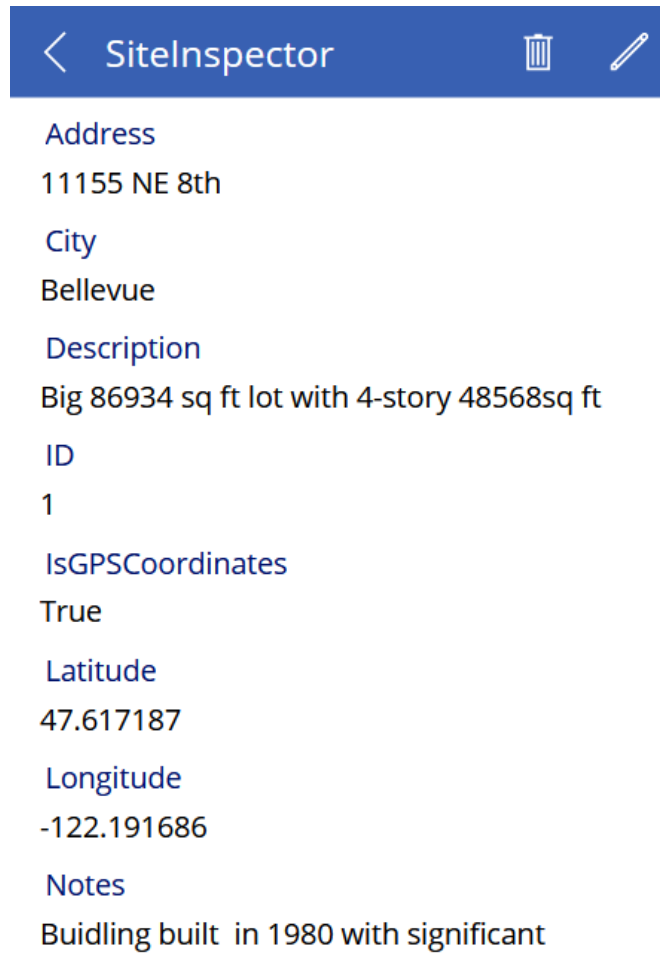 SiteInspector
Address
11155 NE 8th
City
Bellevue
Description
Big 86934 sq ft lot with 4-story 48568sq ft
ID
1
IsGPSCoordinates
True
Latitude
47.617187
Longitude
-122.191686
Notes
Buidling built  in 1980 with significant